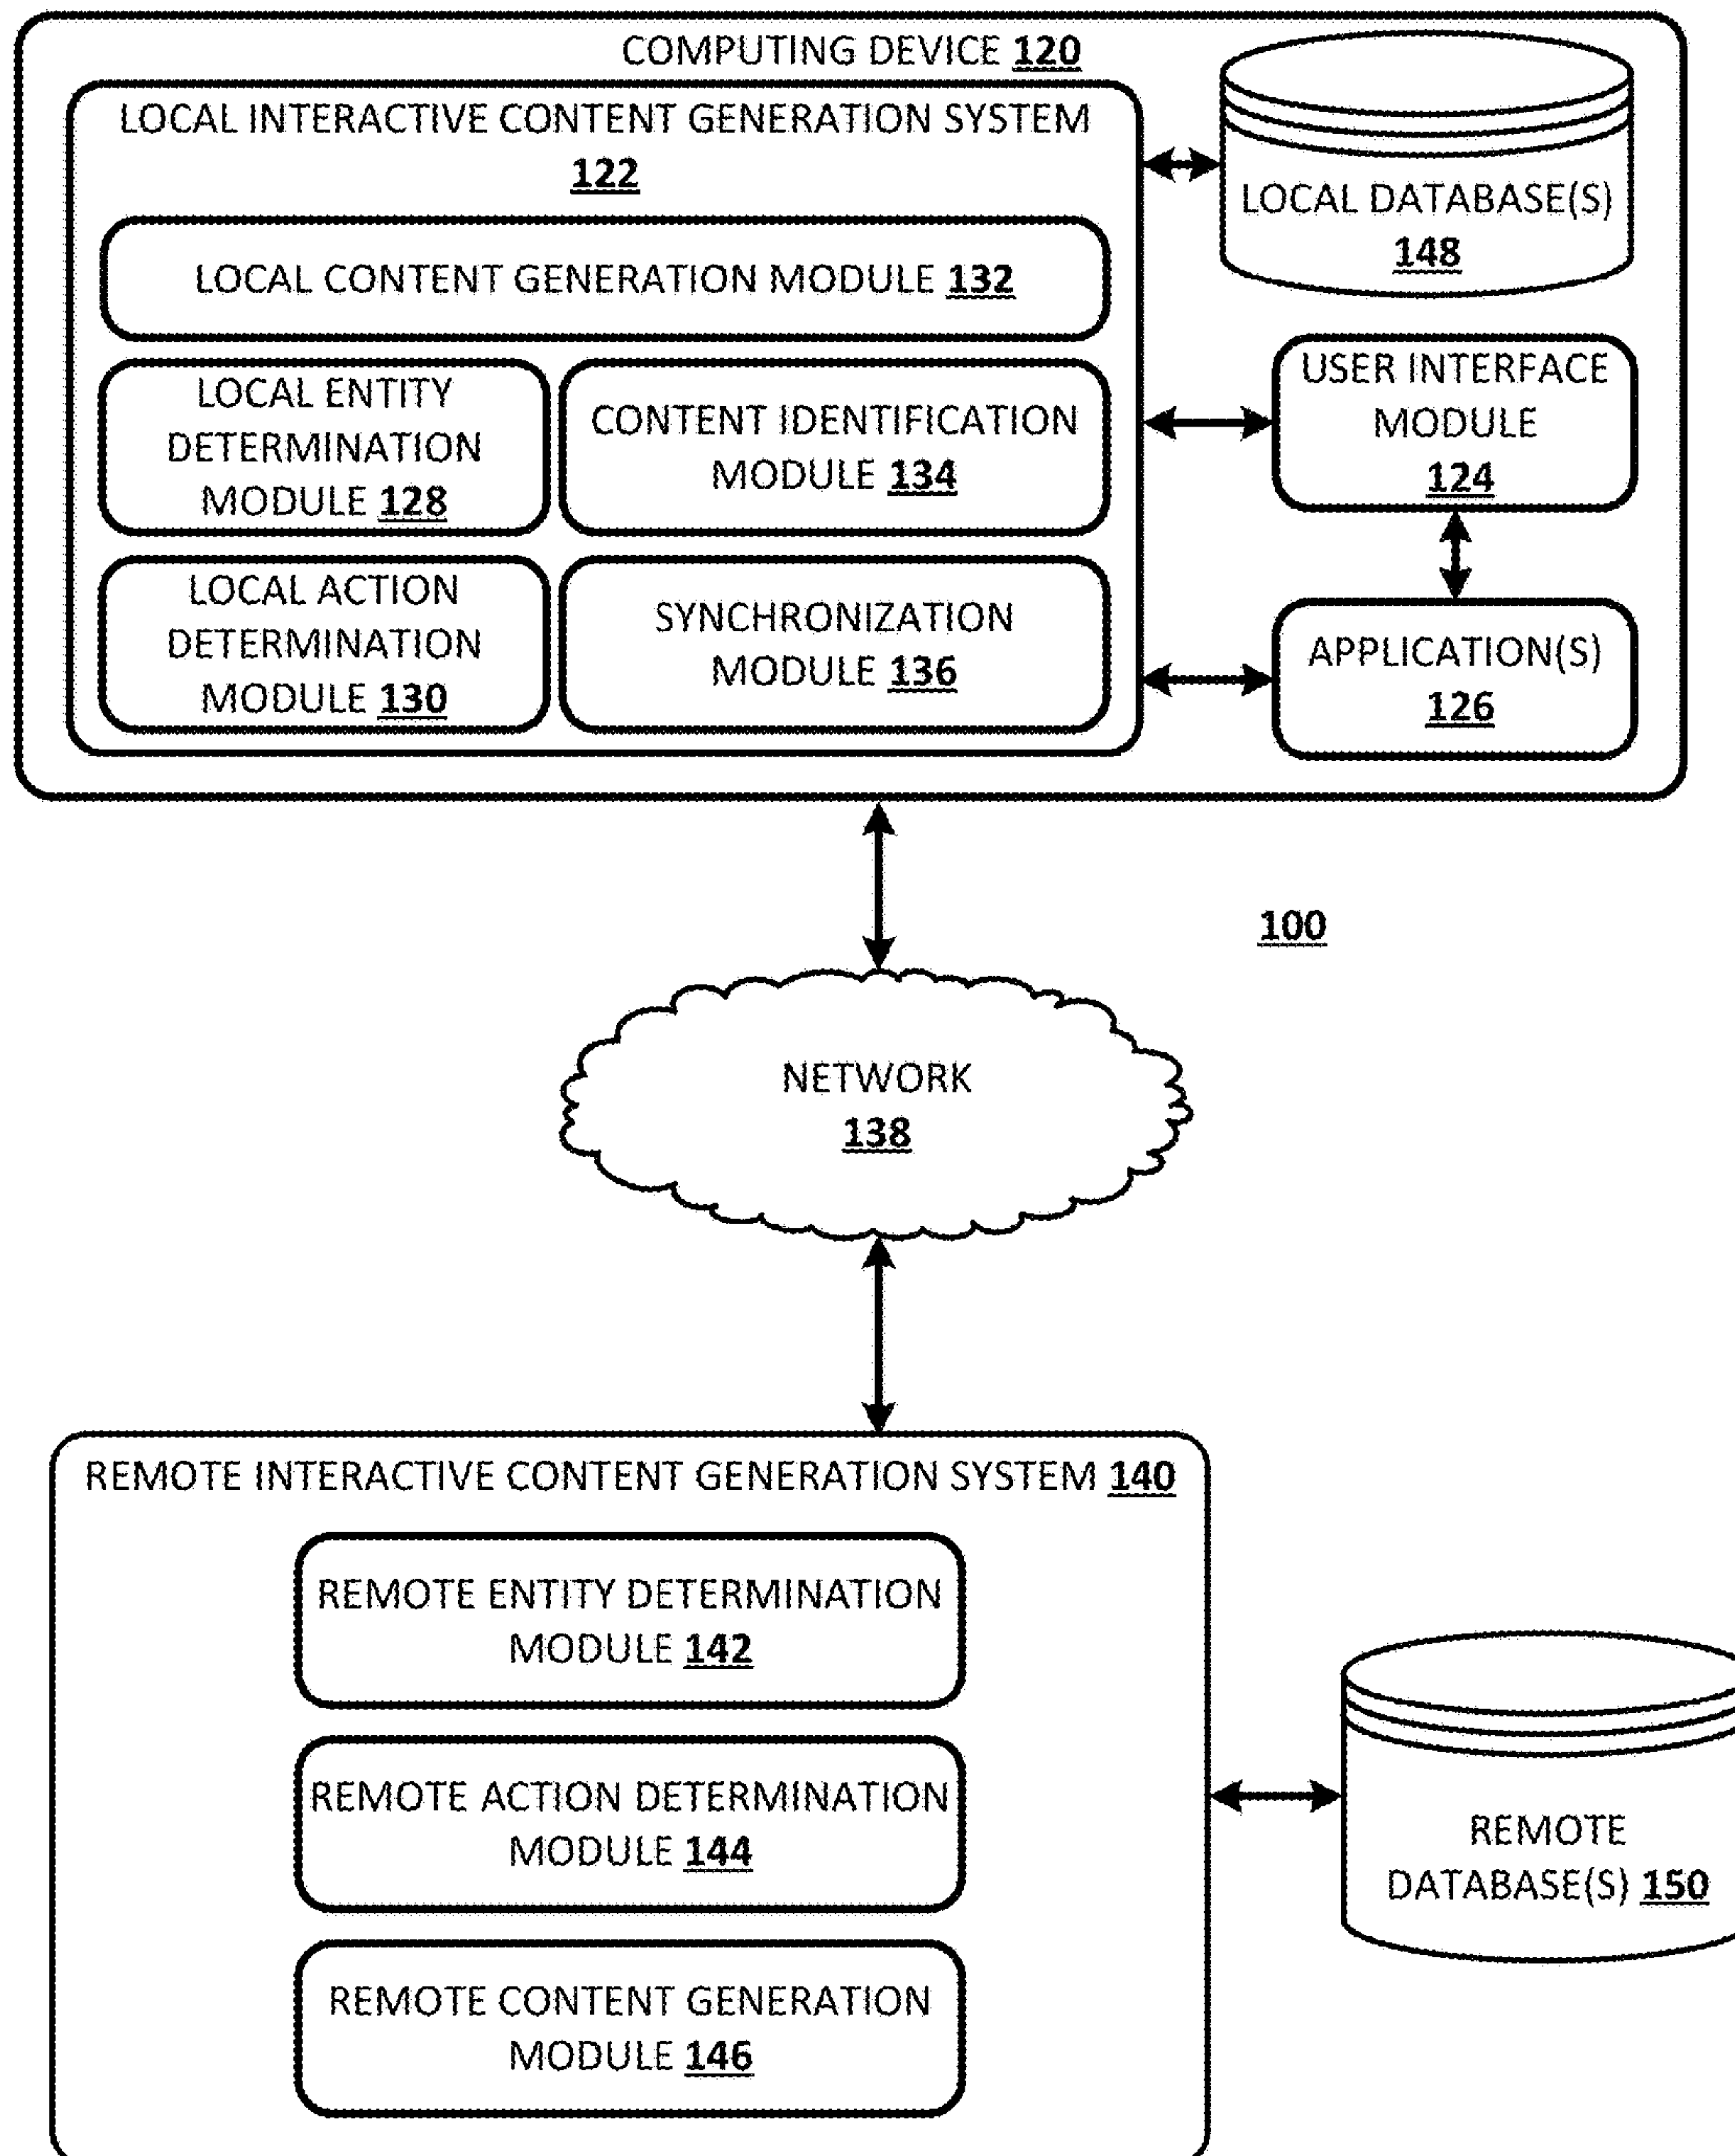 COMPUTING DEVICE 120
LOCAL INTERACTIVE CONTENT GENERATION SYSTEM
122
LOCAL CONTENT GENERATION MODULE 132
LOCAL ENTITY
DETERMINATION
MODULE 128
CONTENT IDENTIFICATION
MODULE 134
LOCAL ACTION
DETERMINATION
MODULE 130
SYNCHRONIZATION
MODULE 136
LOCAL DATABASE(S)
148
USER INTERFACE
MODULE
124
APPLICATION(S)
126
100
NETWORK
138
REMOTE INTERACTIVE CONTENT GENERATION SYSTEM 140
REMOTE ENTITY DETERMINATION
MODULE 142
REMOTE ACTION DETERMINATION
MODULE 144
REMOTE CONTENT GENERATION
MODULE 146
REMOTE
DATABASE(S) 150